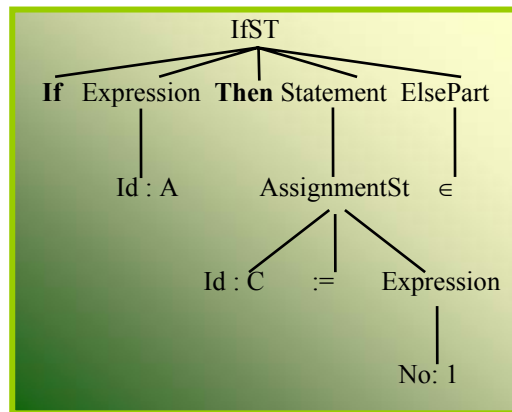 IfST
If Expression Then Statement ElsePart
Id : A AssignmentSt ∈
Id : C := Expression
No: 1